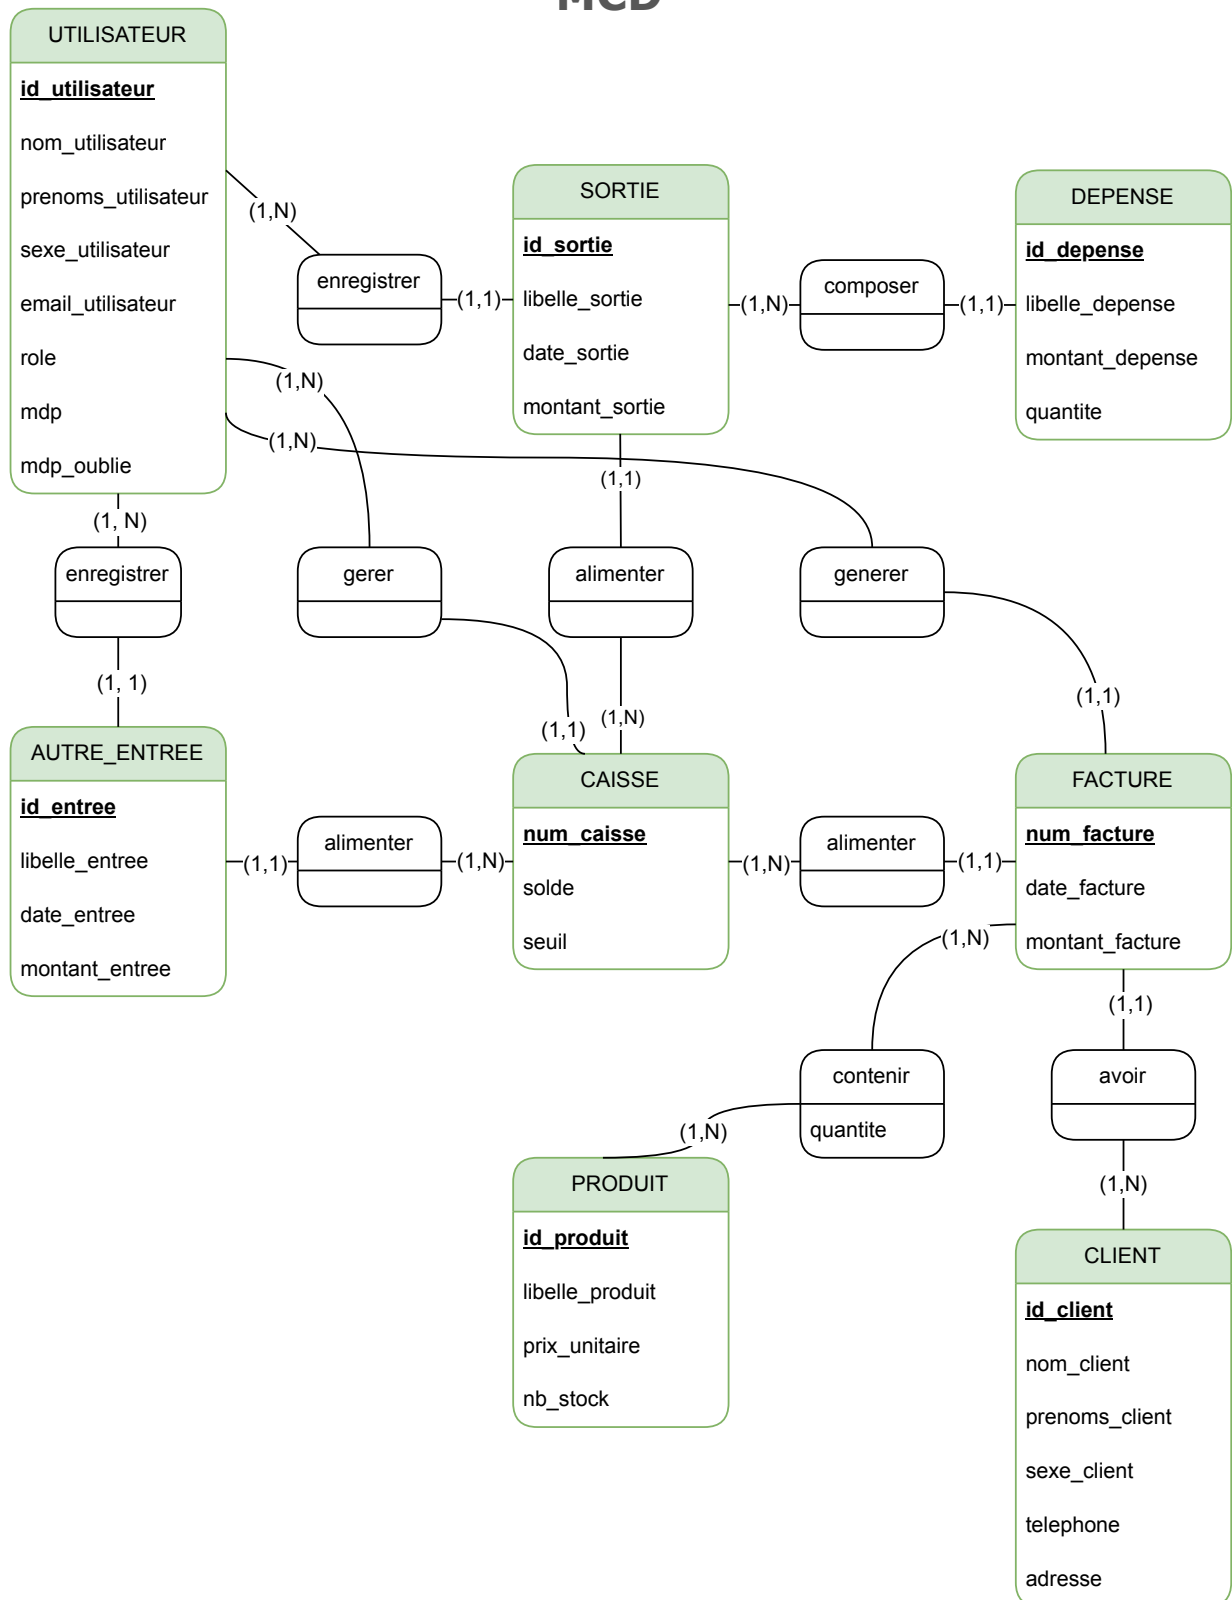 MCD
UTILISATEUR
id_utilisateur
nom_utilisateur
prenoms_utilisateur
sexe_utilisateur
email_utilisateur
role
mdp
mdp_oublie
(1,N)
enregistrer
(1,1)
SORTIE
id_sortie
libelle_sortie
date_sortie
montant_sortie
(1,N)
composer
(1,1)
DEPENSE
id_depense
libelle_depense
montant_depense
quantite
(1,N)
(1,N)
(1,1)
(1, N)
enregistrer
gerer
alimenter
generer
(1, 1)
(1,1)
(1,N)
(1,1)
AUTRE_ENTREE
id_entree
libelle_entree
date_entree
montant_entree
(1,1)
alimenter
(1,N)
CAISSE
num_caisse
solde
seuil
(1,N)
alimenter
(1,1)
FACTURE
num_facture
date_facture
montant_facture
(1,N)
(1,1)
contenir
quantite
avoir
(1,N)
(1,N)
PRODUIT
id_produit
libelle_produit
prix_unitaire
nb_stock
CLIENT
id_client
nom_client
prenoms_client
sexe_client
telephone
adresse